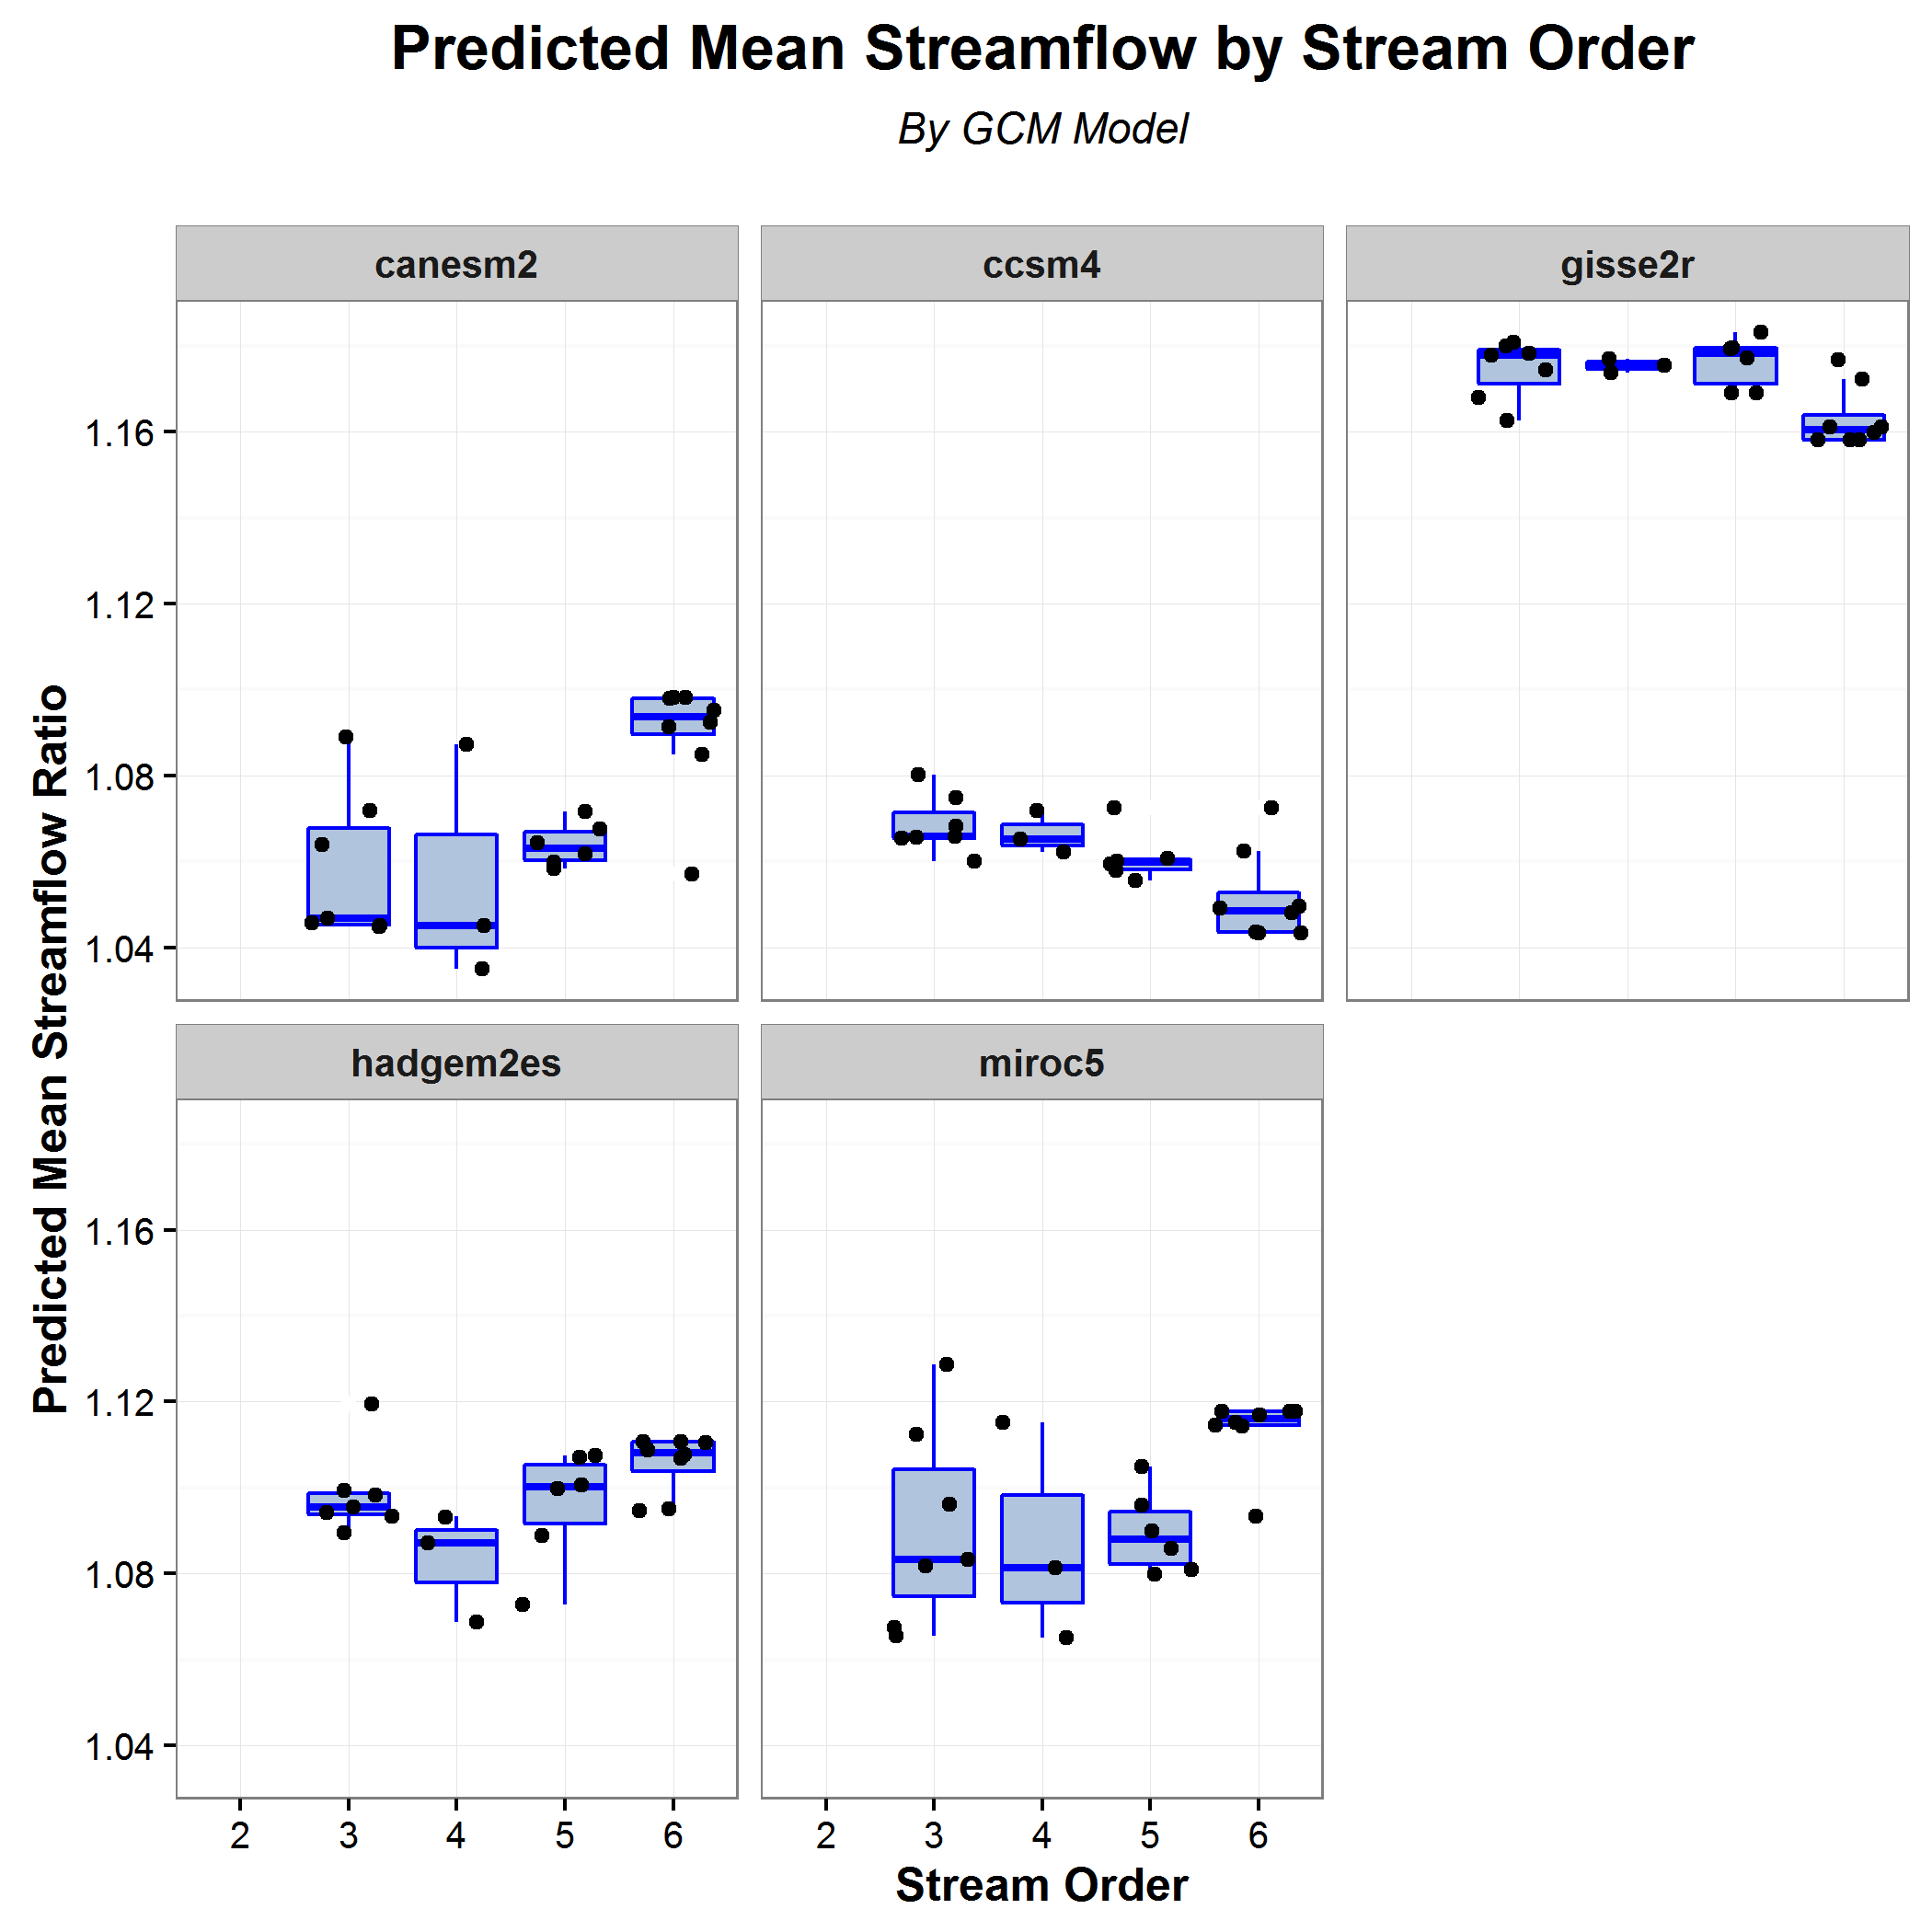 Predicted Mean Streamflow by Stream Order
By GCM Model
canesm2
ccsm4
gisse2r
1.16
1.12
1.08
1.04
Predicted Mean Streamflow Ratio
hadgem2es
miroc5
1.16
1.12
1.08
1.04
2 3 4 5 6
2 3 4 5 6
Stream Order